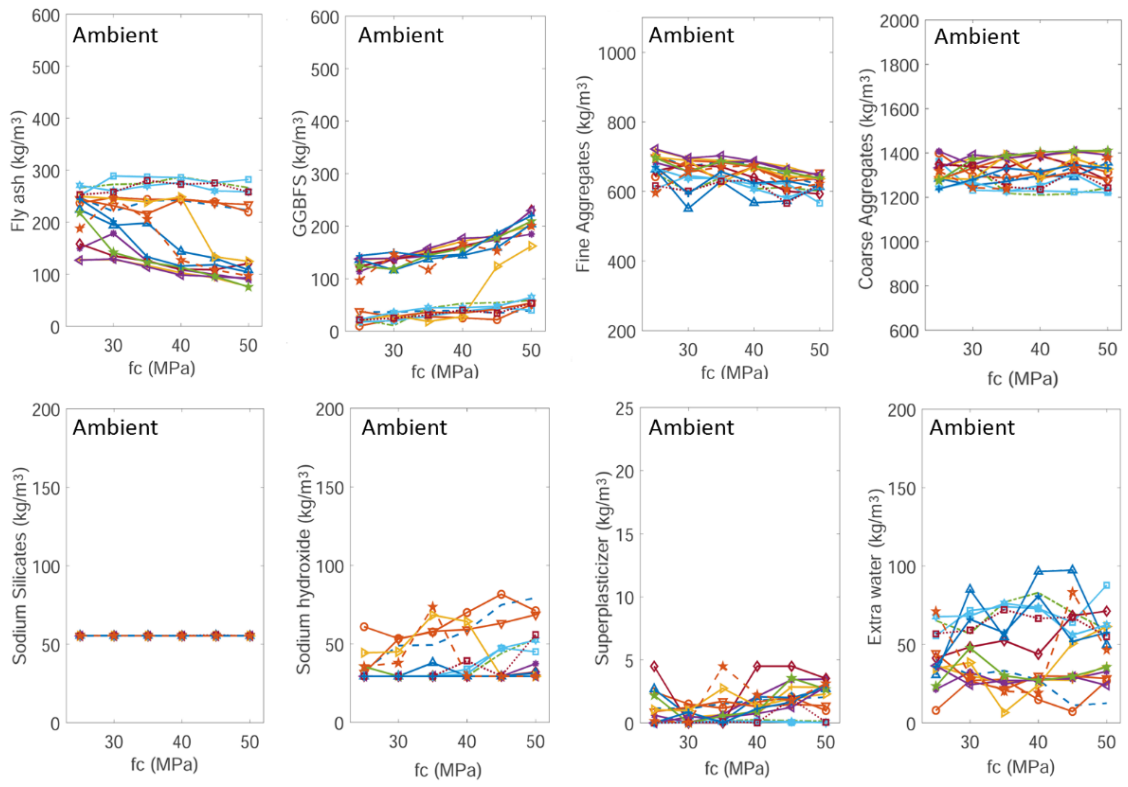 Ambient
Fly ash (kg/m³)
600
500
400
300
200
100
0
30 40 50
fc (MPa)
Ambient
GGBFS (kg/m³)
600
500
400
300
200
100
0
30 40 50
fc (MPa)
Ambient
Fine Aggregates (kg/m³)
1000
800
600
400
200
30 40 50
fc (MPa)
Ambient
Coarse Aggregates (kg/m³)
2000
1800
1600
1400
1200
1000
800
600
30 40 50
fc (MPa)
Ambient
Sodium Silicates (kg/m³)
200
150
100
50
0
30 40 50
fc (MPa)
Ambient
Sodium hydroxide (kg/m³)
200
150
100
50
0
30 40 50
fc (MPa)
Ambient
Superplasticizer (kg/m³)
25
20
15
10
5
0
30 40 50
fc (MPa)
Ambient
Extra water (kg/m³)
200
150
100
50
0
30 40 50
fc (MPa)